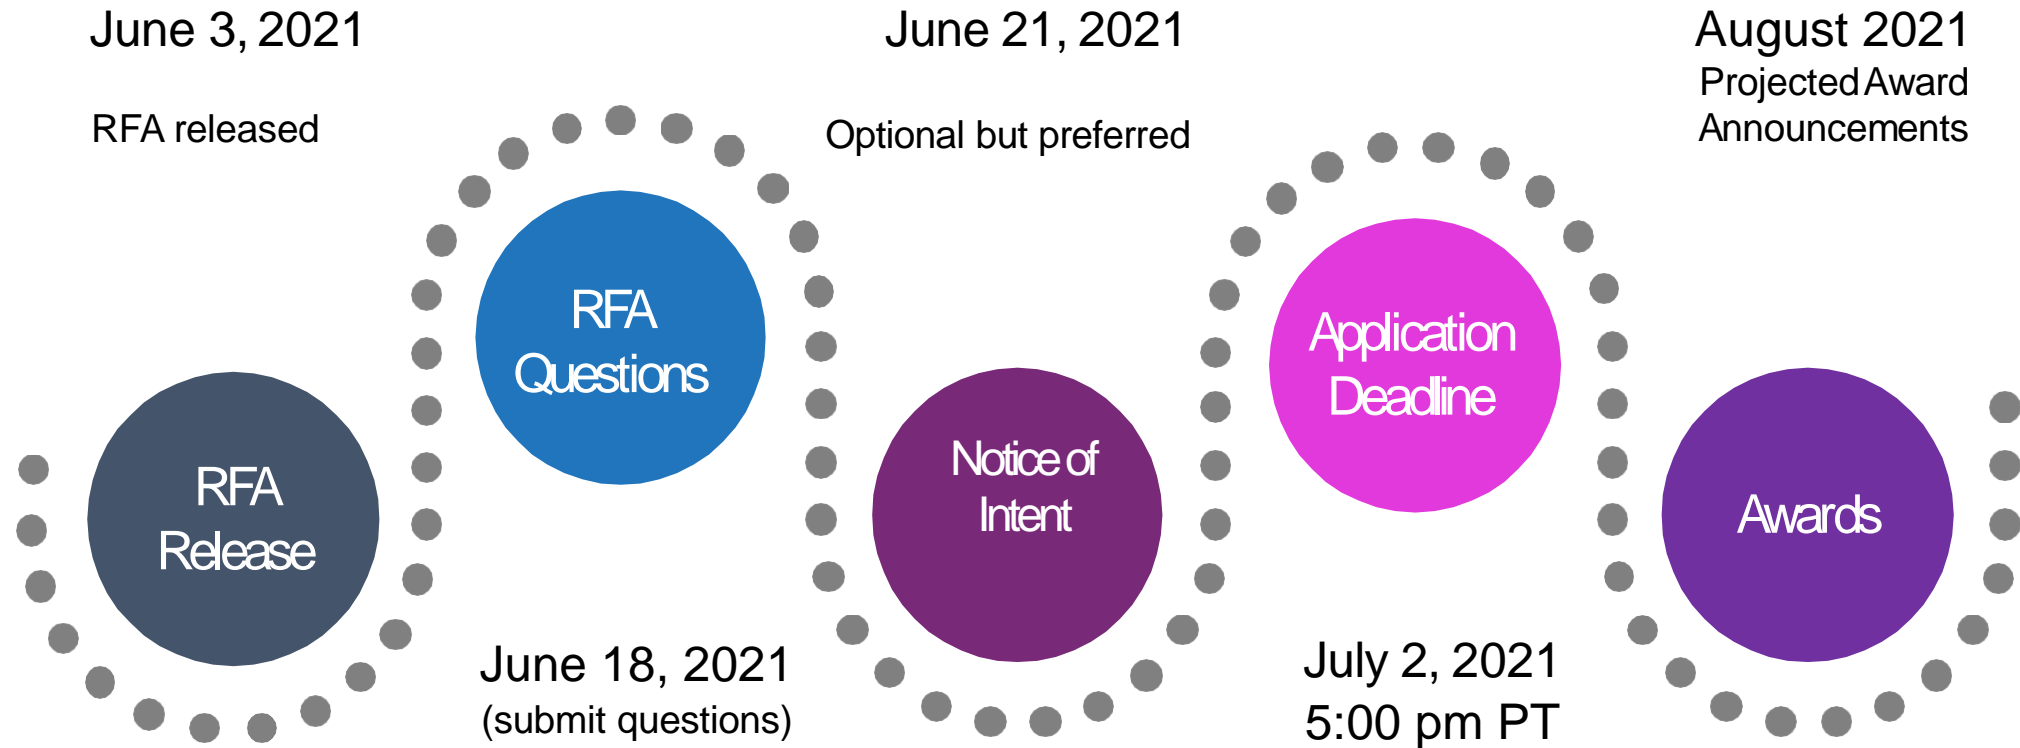 June 3, 2021
RFA released
RFA
Release
RFA
Questions
June 18, 2021
(submit questions)
June 21, 2021
Optional but preferred
Notice of
Intent
Application
Deadline
July 2, 2021
5:00 pm PT
August 2021
Projected Award
Announcements
Awards